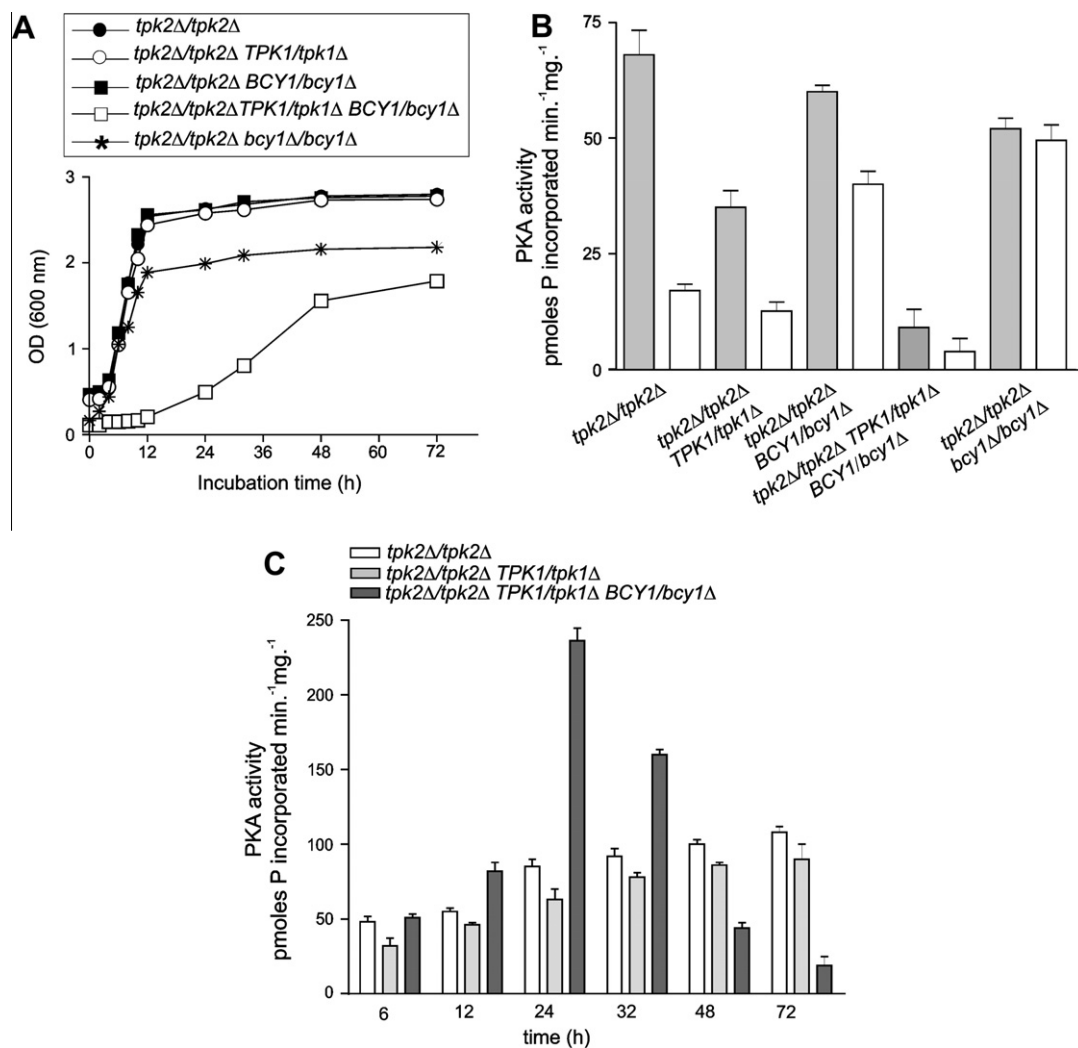 A
tpk2Δ/tpk2Δ
tpk2Δ/tpk2Δ TPK1/tpk1Δ
tpk2Δ/tpk2Δ BCY1/bcy1Δ
tpk2Δ/tpk2ΔTPK1/tpk1Δ BCY1/bcy1Δ
tpk2Δ/tpk2Δ bcy1Δ/bcy1Δ
3
2
1
0
OD (600 nm)
0 12 24 36 48 60 72
Incubation time (h)
B
75
50
25
0
PKA activity
pmoles P incorporated min.⁻¹mg.⁻¹
tpk2Δ/tpk2Δ
tpk2Δ/tpk2Δ
TPK1/tpk1Δ
tpk2Δ/tpk2Δ
BCY1/bcy1Δ
tpk2Δ/tpk2Δ TPK1/tpk1Δ
BCY1/bcy1Δ
tpk2Δ/tpk2Δ
bcy1Δ/bcy1Δ
C
tpk2Δ/tpk2Δ
tpk2Δ/tpk2Δ TPK1/tpk1Δ
tpk2Δ/tpk2Δ TPK1/tpk1Δ BCY1/bcy1Δ
250
200
150
100
50
0
PKA activity
pmoles P incorporated min.⁻¹mg⁻¹
6 12 24 32 48 72
time (h)